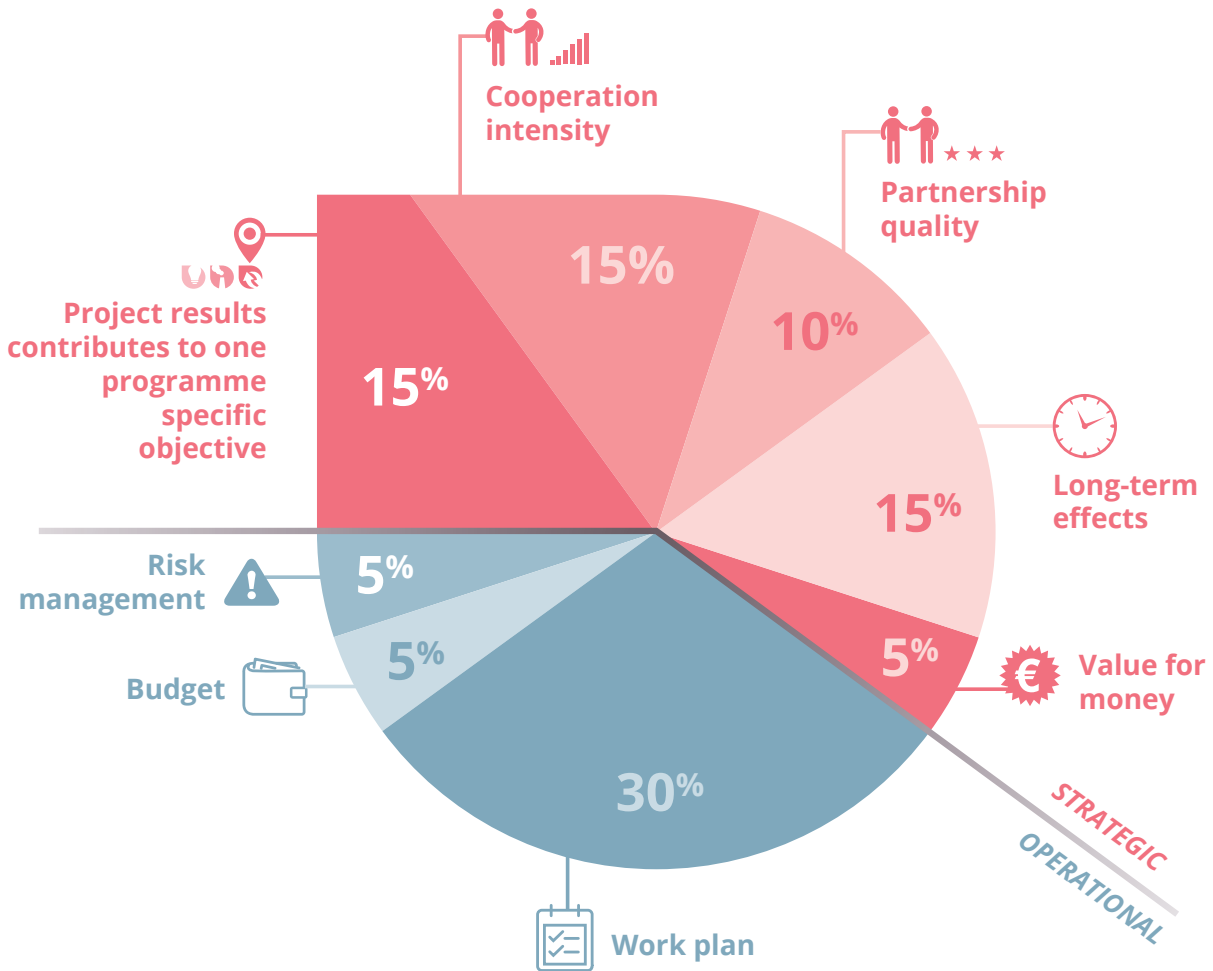 Cooperation
intensity
Partnership
quality
Project results
contributes to one
programme
specific
objective
15%
15%
10%
15%
Long-term
effects
Risk
management
5%
5%
Budget
5%
Value for
money
30%
STRATEGIC
OPERATIONAL
Work plan